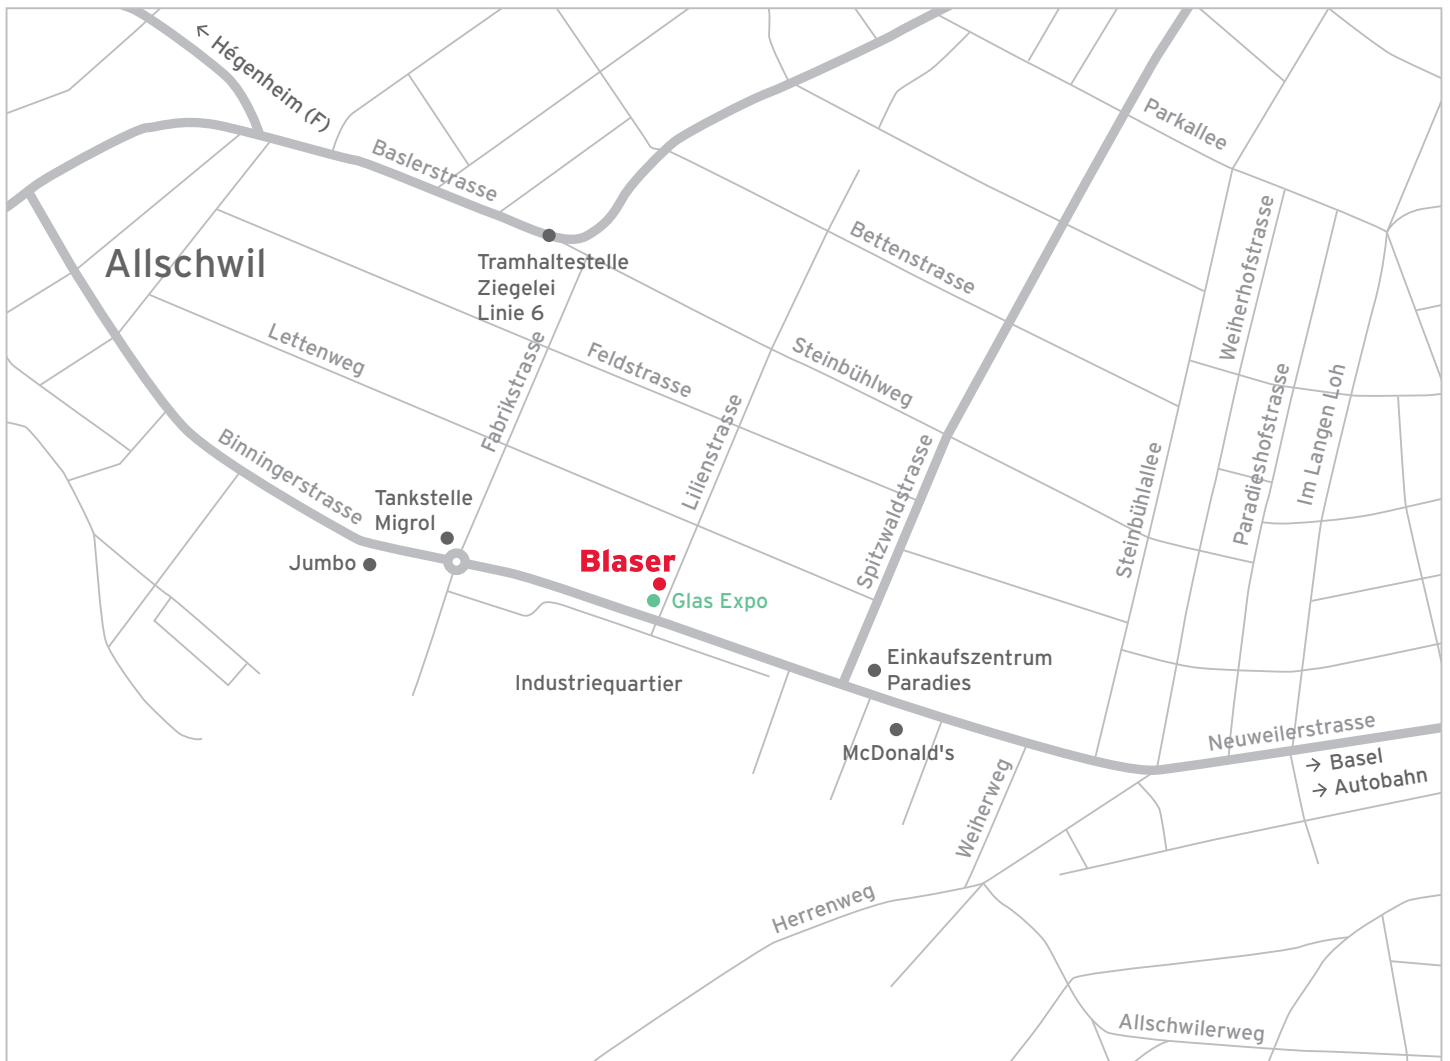 ← Hégenheim (F)
Parkallee
Baslerstrasse
Allschwil
Tramhaltestelle
Ziegelei
Linie 6
Bettenstrasse
Weiherhofstrasse
Lettenweg
Feldstrasse
Steinbühlweg
Fabrikstrasse
Lilienstrasse
Paradieshofstrasse
Im Langen Loh
Binningerstrasse
Spitzwaldstrasse
Steinbühlallee
Tankstelle
Migrol
Jumbo
Blaser
Glas Expo
Industriequartier
Einkaufszentrum
Paradies
McDonald's
Neuweilerstrasse
→ Basel
→ Autobahn
Weiherweg
Herrenweg
Allschwilerweg